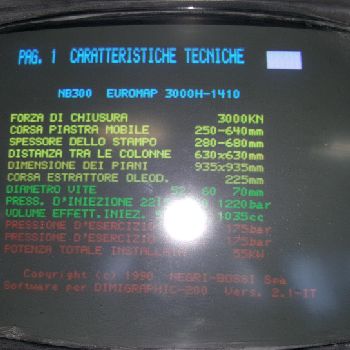 PAG. 1 CARATTERISTICHE TECNICHE
NB300 EUROMAP 3000H-1410
FORZA DI CHIUSURA 3000KN
CORSA PIASTRA MOBILE 250-640mm
SPESSORE DELLO STAMPO 280-680mm
DISTANZA TRA LE COLONNE 630x630mm
DIMENSIONE DEI PIANI 935x935mm
CORSA ESTRATTORE OLEOD. 225mm
DIAMETRO VITE 52 60 70mm
PRESS. D'INIEZIONE 1220bar
VOLUME EFFETT.INIEZ. 1035cc
PRESSIONE D'ESERCIZIO 175bar
PRESSIONE D'ESERCIZIO 175bar
POTENZA TOTALE INSTALLATA 55KW
Copyright (c) 1990 NEGRI-BOSSI Spa
Software per DIMIGRAPHIC-200 Vers. 2.1-IT